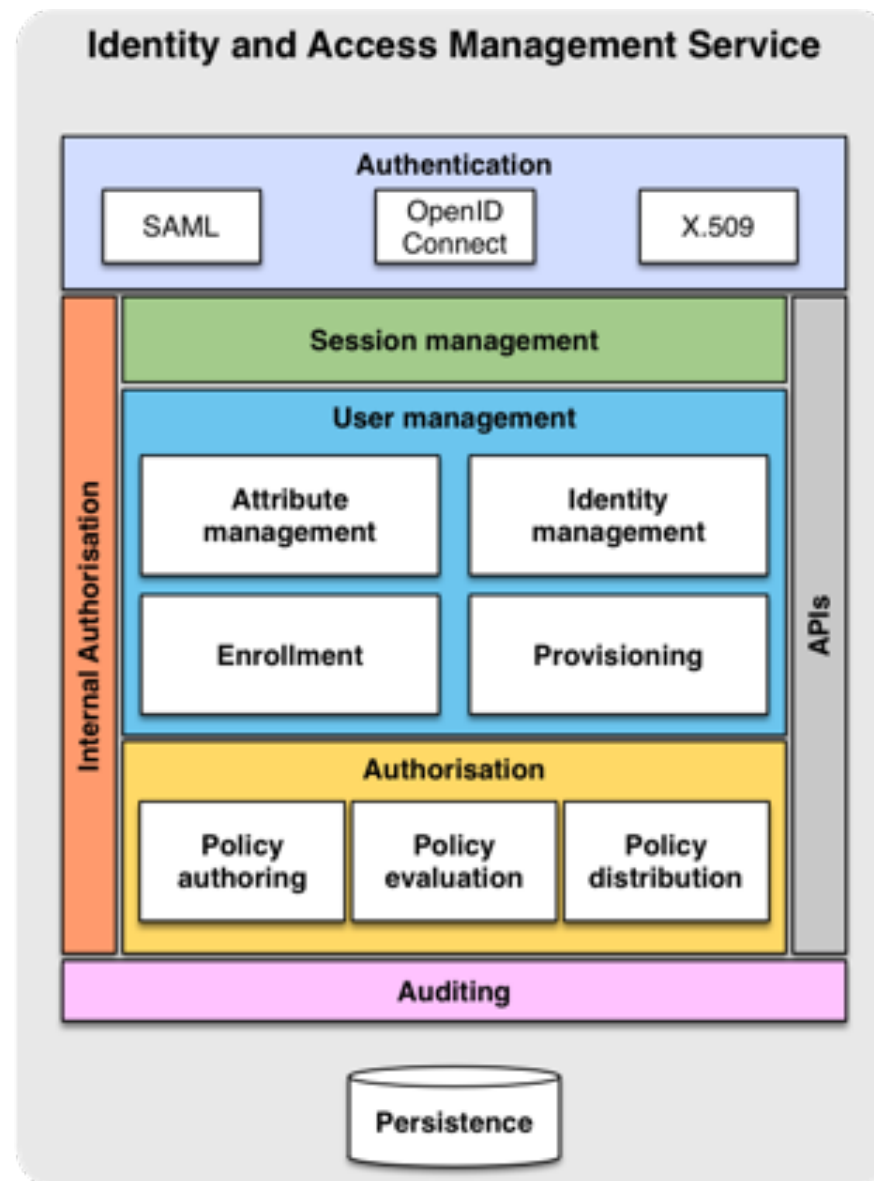 Identity and Access Management Service
Authentication
SAML
OpenID
Connect
X.509
Session management
User management
Attribute
management
Identity
management
Enrollment
Provisioning
Internal Authorisation
APIs
Authorisation
Policy
authoring
Policy
evaluation
Policy
distribution
Auditing
Persistence